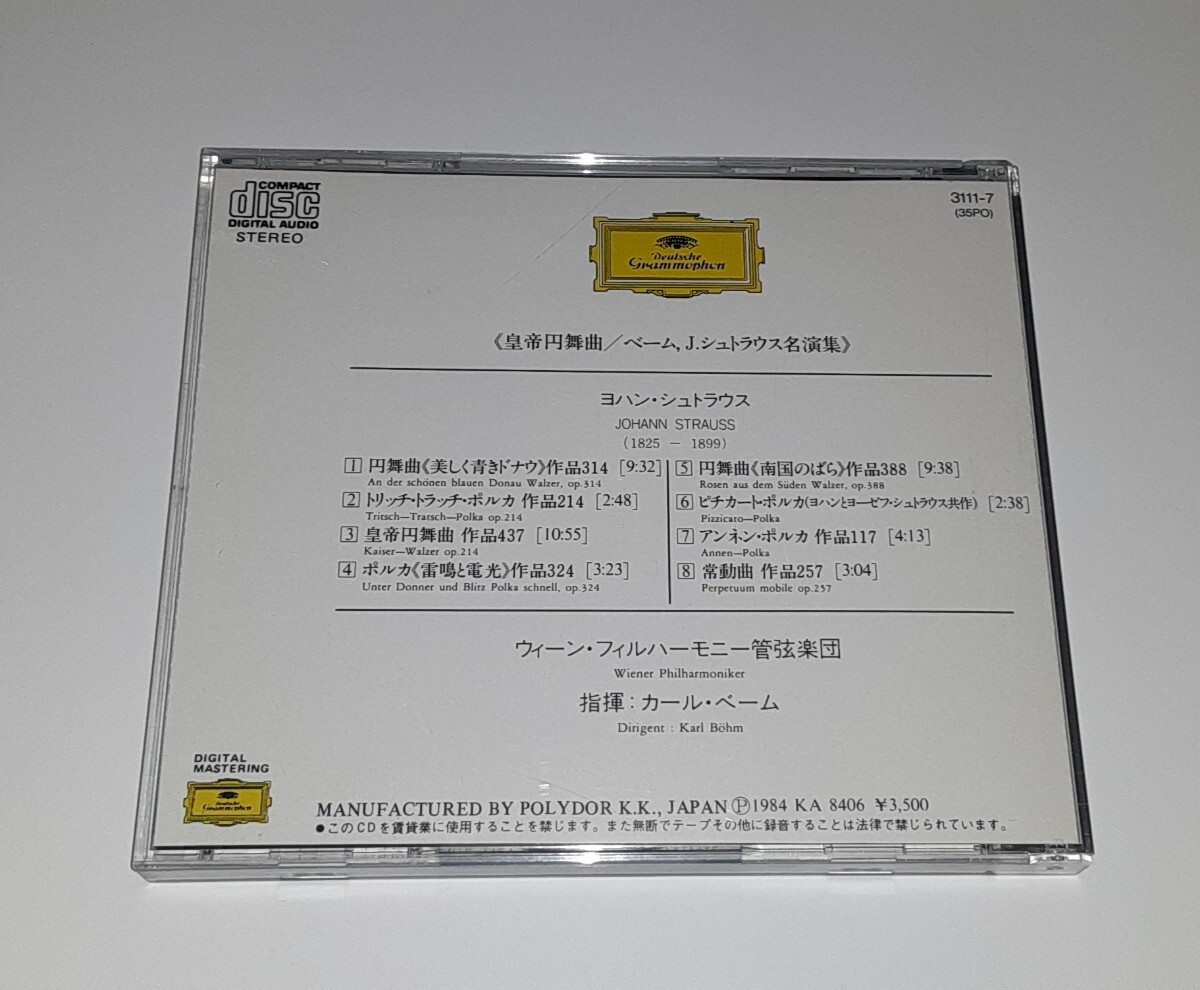 COMPACT
disc
DIGITAL AUDIO
STEREO
3111-7
(35PO)
Deutsche
Grammophon
《皇帝円舞曲／ベーム, J.シュトラウス名演集》
ヨハン・シュトラウス
JOHANN STRAUSS
(1825 － 1899)
1 円舞曲《美しく青きドナウ》作品314 [9:32]
An der schönen blauen Donau Walzer, op.314
2 トリッチ・トラッチ・ポルカ 作品214 [2:48]
Tritsch—Tratsch—Polka op.214
3 皇帝円舞曲 作品437 [10:55]
Kaiser—Walzer op.214
4 ポルカ《雷鳴と電光》作品324 [3:23]
Unter Donner und Blitz Polka schnell, op.324
5 円舞曲《南国のばら》作品388 [9:38]
Rosen aus dem Süden Walzer, op.388
6 ピチカート・ポルカ(ヨハンとヨーゼフ・シュトラウス共作) [2:38]
Pizzicaro—Polka
7 アンネン・ポルカ 作品117 [4:13]
Annen—Polka
8 常動曲 作品257 [3:04]
Perpetuum mobile op.257
ウィーン・フィルハーモニー管弦楽団
Wiener Philharmoniker
指揮：カール・ベーム
Dirigent : Karl Böhm
DIGITAL
MASTERING
Deutsche
Grammophon
MANUFACTURED BY POLYDOR K.K., JAPAN Ⓟ1984 KA 8406 ¥3,500
●このCDを賃貸業に使用することを禁じます。また無断でテープその他に録音することは法律で禁じられています。